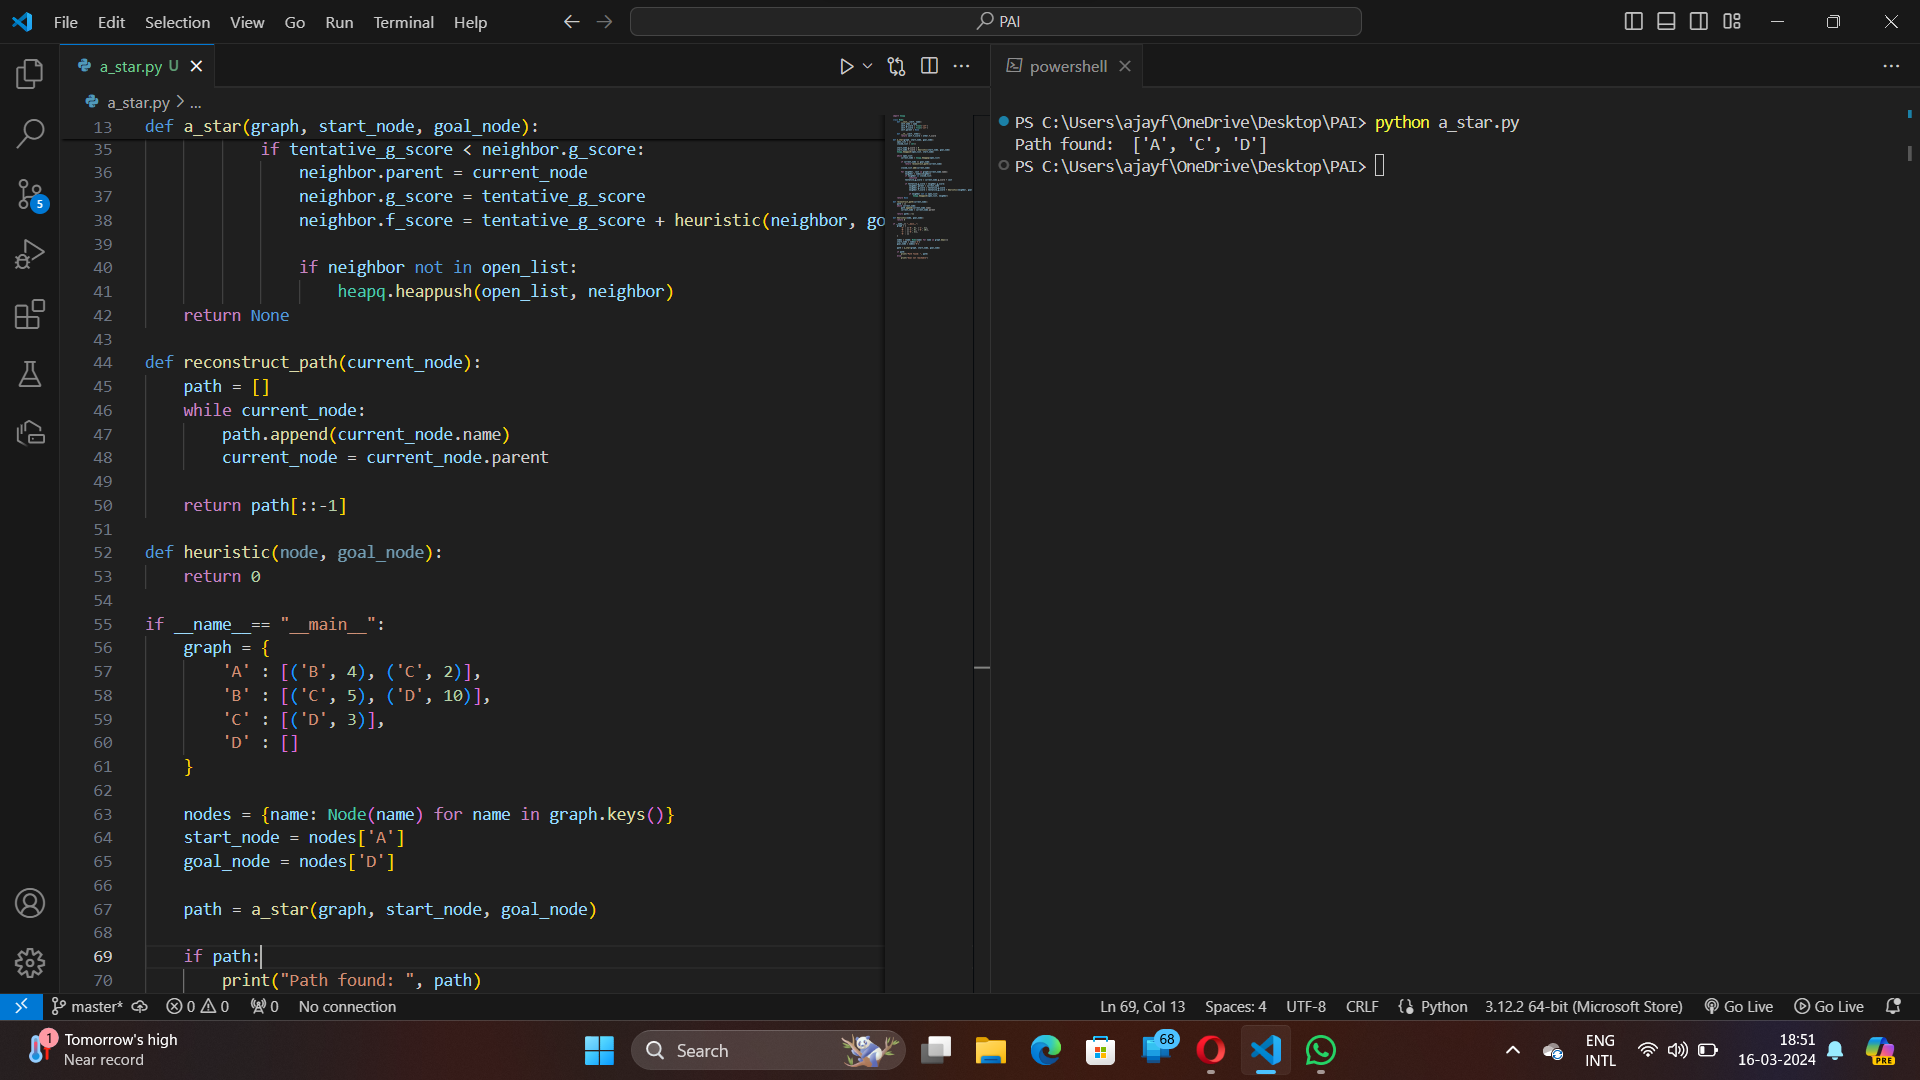 File Edit Selection View Go Run Terminal Help
PAI
a_star.py U
powershell
a_star.py > ...
13 def a_star(graph, start_node, goal_node):
35 if tentative_g_score < neighbor.g_score:
36 neighbor.parent = current_node
37 neighbor.g_score = tentative_g_score
38 neighbor.f_score = tentative_g_score + heuristic(neighbor, go
39
40 if neighbor not in open_list:
41 heapq.heappush(open_list, neighbor)
42 return None
43
44 def reconstruct_path(current_node):
45 path = []
46 while current_node:
47 path.append(current_node.name)
48 current_node = current_node.parent
49
50 return path[::-1]
51
52 def heuristic(node, goal_node):
53 return 0
54
55 if __name__== "__main__":
56 graph = {
57 'A' : [('B', 4), ('C', 2)],
58 'B' : [('C', 5), ('D', 10)],
59 'C' : [('D', 3)],
60 'D' : []
61 }
62
63 nodes = {name: Node(name) for name in graph.keys()}
64 start_node = nodes['A']
65 goal_node = nodes['D']
66
67 path = a_star(graph, start_node, goal_node)
68
69 if path:
70 print("Path found: ", path)
PS C:\Users\ajayf\OneDrive\Desktop\PAI> python a_star.py
Path found:  ['A', 'C', 'D']
PS C:\Users\ajayf\OneDrive\Desktop\PAI>
5
master* 0 0 0 No connection
Ln 69, Col 13 Spaces: 4 UTF-8 CRLF Python 3.12.2 64-bit (Microsoft Store) Go Live Go Live
1
Tomorrow's high
Near record
Search
68
ENG
INTL
18:51
16-03-2024
PRE